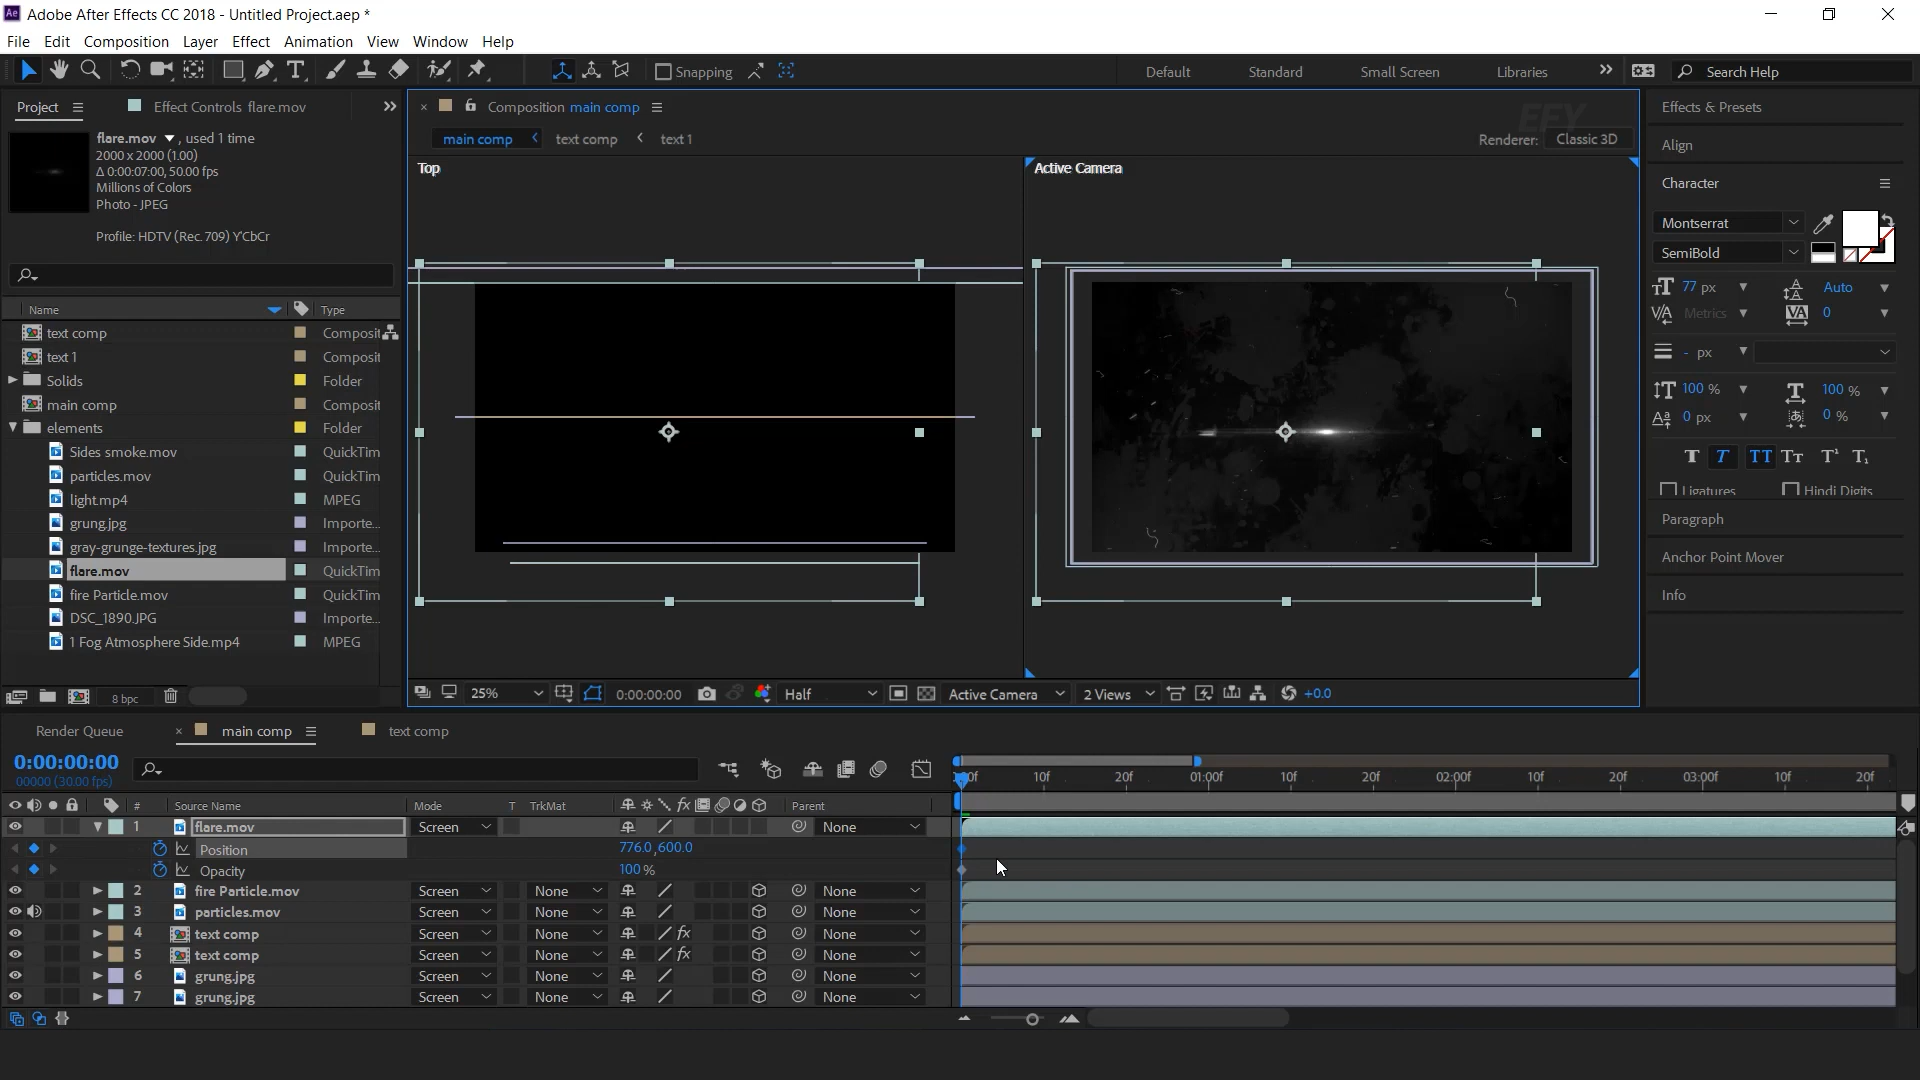 Adobe After Effects CC 2018 - Untitled Project.aep *
File Edit Composition Layer Effect Animation View Window Help
Snapping Default Standard Small Screen Libraries Search Help
Project Effect Controls flare.mov
Composition main comp
Effects & Presets
flare.mov , used 1 time
2000 x 2000 (1.00)
Δ 0:00:07:00, 50.00 fps
Millions of Colors
Photo - JPEG
Profile: HDTV (Rec. 709) Y'CbCr
main comp text comp text 1
EFY
Renderer: Classic 3D
Top
Active Camera
Align
Character
Montserrat
SemiBold
77 px Auto
Metrics 0
- px
100 % 100 %
0 px 0 %
T T TT Tt T¹ T₁
Ligatures Hindi Digits
Paragraph
Anchor Point Mover
Info
Name Type
text comp Composit
text 1 Composit
Solids Folder
main comp Composit
elements Folder
Sides smoke.mov QuickTim
particles.mov QuickTim
light.mp4 MPEG
grung.jpg Importe...
gray-grunge-textures.jpg Importe...
flare.mov QuickTim
fire Particle.mov QuickTim
DSC_1890.JPG Importe...
1 Fog Atmosphere Side.mp4 MPEG
8 bpc
25% 0:00:00:00 Half Active Camera 2 Views +0.0
Render Queue main comp text comp
0:00:00:00
00000 (30.00 fps)
10f 20f 01:00f 10f 20f 02:00f 10f 20f 03:00f 10f 20f
# Source Name Mode T TrkMat fx Parent
1 flare.mov Screen None
Position 776.0,600.0
Opacity 100 %
2 fire Particle.mov Screen None None
3 particles.mov Screen None None
4 text comp Screen None fx None
5 text comp Screen None fx None
6 grung.jpg Screen None None
7 grung.jpg Screen None None